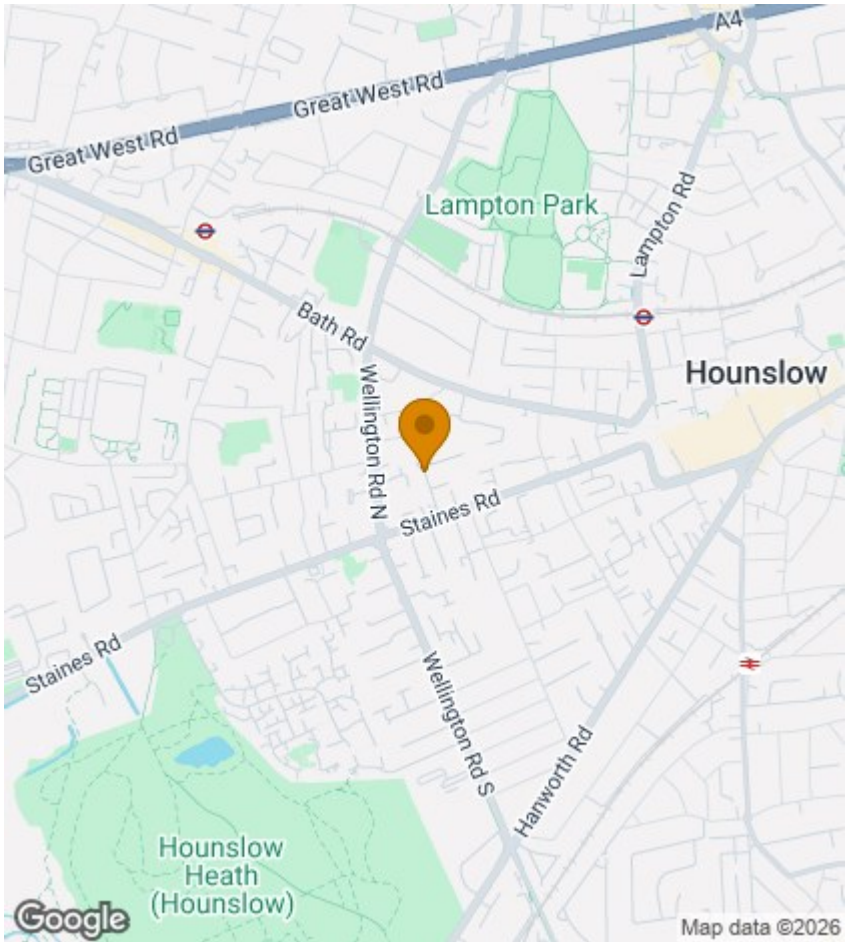 A4
Great West Rd
Great West Rd
Lampton Park
Lampton Rd
Bath Rd
Hounslow
Wellington Rd N
Staines Rd
Staines Rd
Wellington Rd S
Hanworth Rd
Hounslow
Heath
(Hounslow)
Google
Map data ©2026